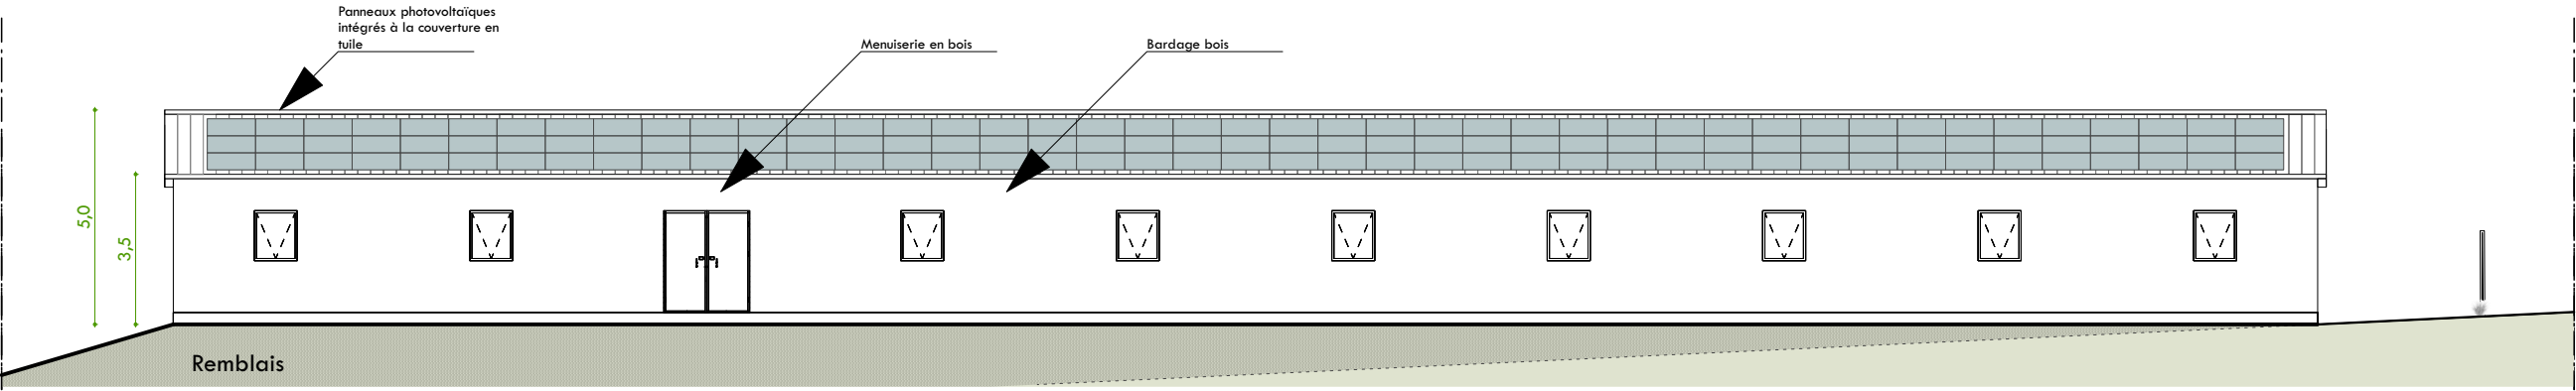 Panneaux photovoltaïques
intégrés à la couverture en
tuile
Menuiserie en bois
Bardage bois
5,0
3,5
Remblais